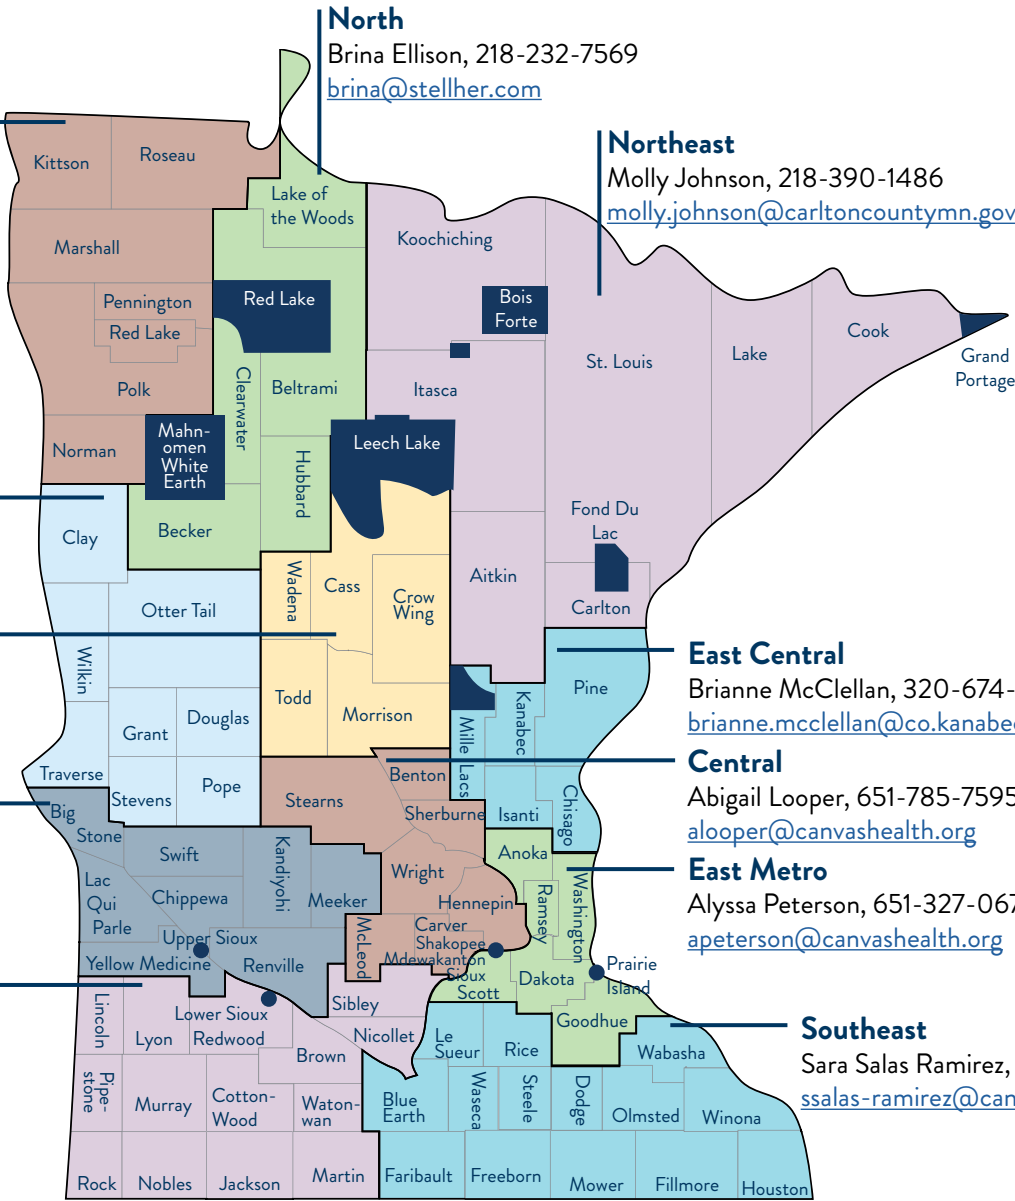 North
Brina Ellison, 218-232-7569
brina@stellher.com
Northeast
Molly Johnson, 218-390-1486
molly.johnson@carltoncountymn.gov
Kittson
Roseau
Lake of
the Woods
Koochiching
Marshall
Pennington
Red Lake
Red Lake
Bois
Forte
St. Louis
Lake
Cook
Grand
Portage
Polk
Clearwater
Beltrami
Itasca
Norman
Mahn-
omen
White
Earth
Leech Lake
Hubbard
Clay
Becker
Fond Du
Lac
Wadena
Cass
Crow
Wing
Aitkin
Carlton
Otter Tail
Wilkin
East Central
Brianne McClellan, 320-674-
brianne.mcclellan@co.kanabec
Todd
Morrison
Pine
Kanabec
Mille Lacs
Grant
Douglas
Central
Abigail Looper, 651-785-7595
alooper@canvashealth.org
Traverse
Stevens
Pope
Stearns
Benton
Sherburne
Isanti
Chisago
Big
Stone
Swift
Kandiyohi
Meeker
Wright
Anoka
East Metro
Alyssa Peterson, 651-327-067
apeterson@canvashealth.org
Lac
Qui
Parle
Chippewa
Hennepin
Ramsey
Washington
Upper Sioux
Yellow Medicine
Renville
McLeod
Carver
Shakopee
Mdewakanton
Sioux
Scott
Dakota
Prairie
Island
Lincoln
Lyon
Lower Sioux
Redwood
Sibley
Nicollet
Brown
Le
Sueur
Rice
Goodhue
Wabasha
Southeast
Sara Salas Ramirez,
ssalas-ramirez@can
Pipe-
stone
Murray
Cotton-
Wood
Waton-
wan
Blue
Earth
Waseca
Steele
Dodge
Olmsted
Winona
Rock
Nobles
Jackson
Martin
Faribault
Freeborn
Mower
Fillmore
Houston